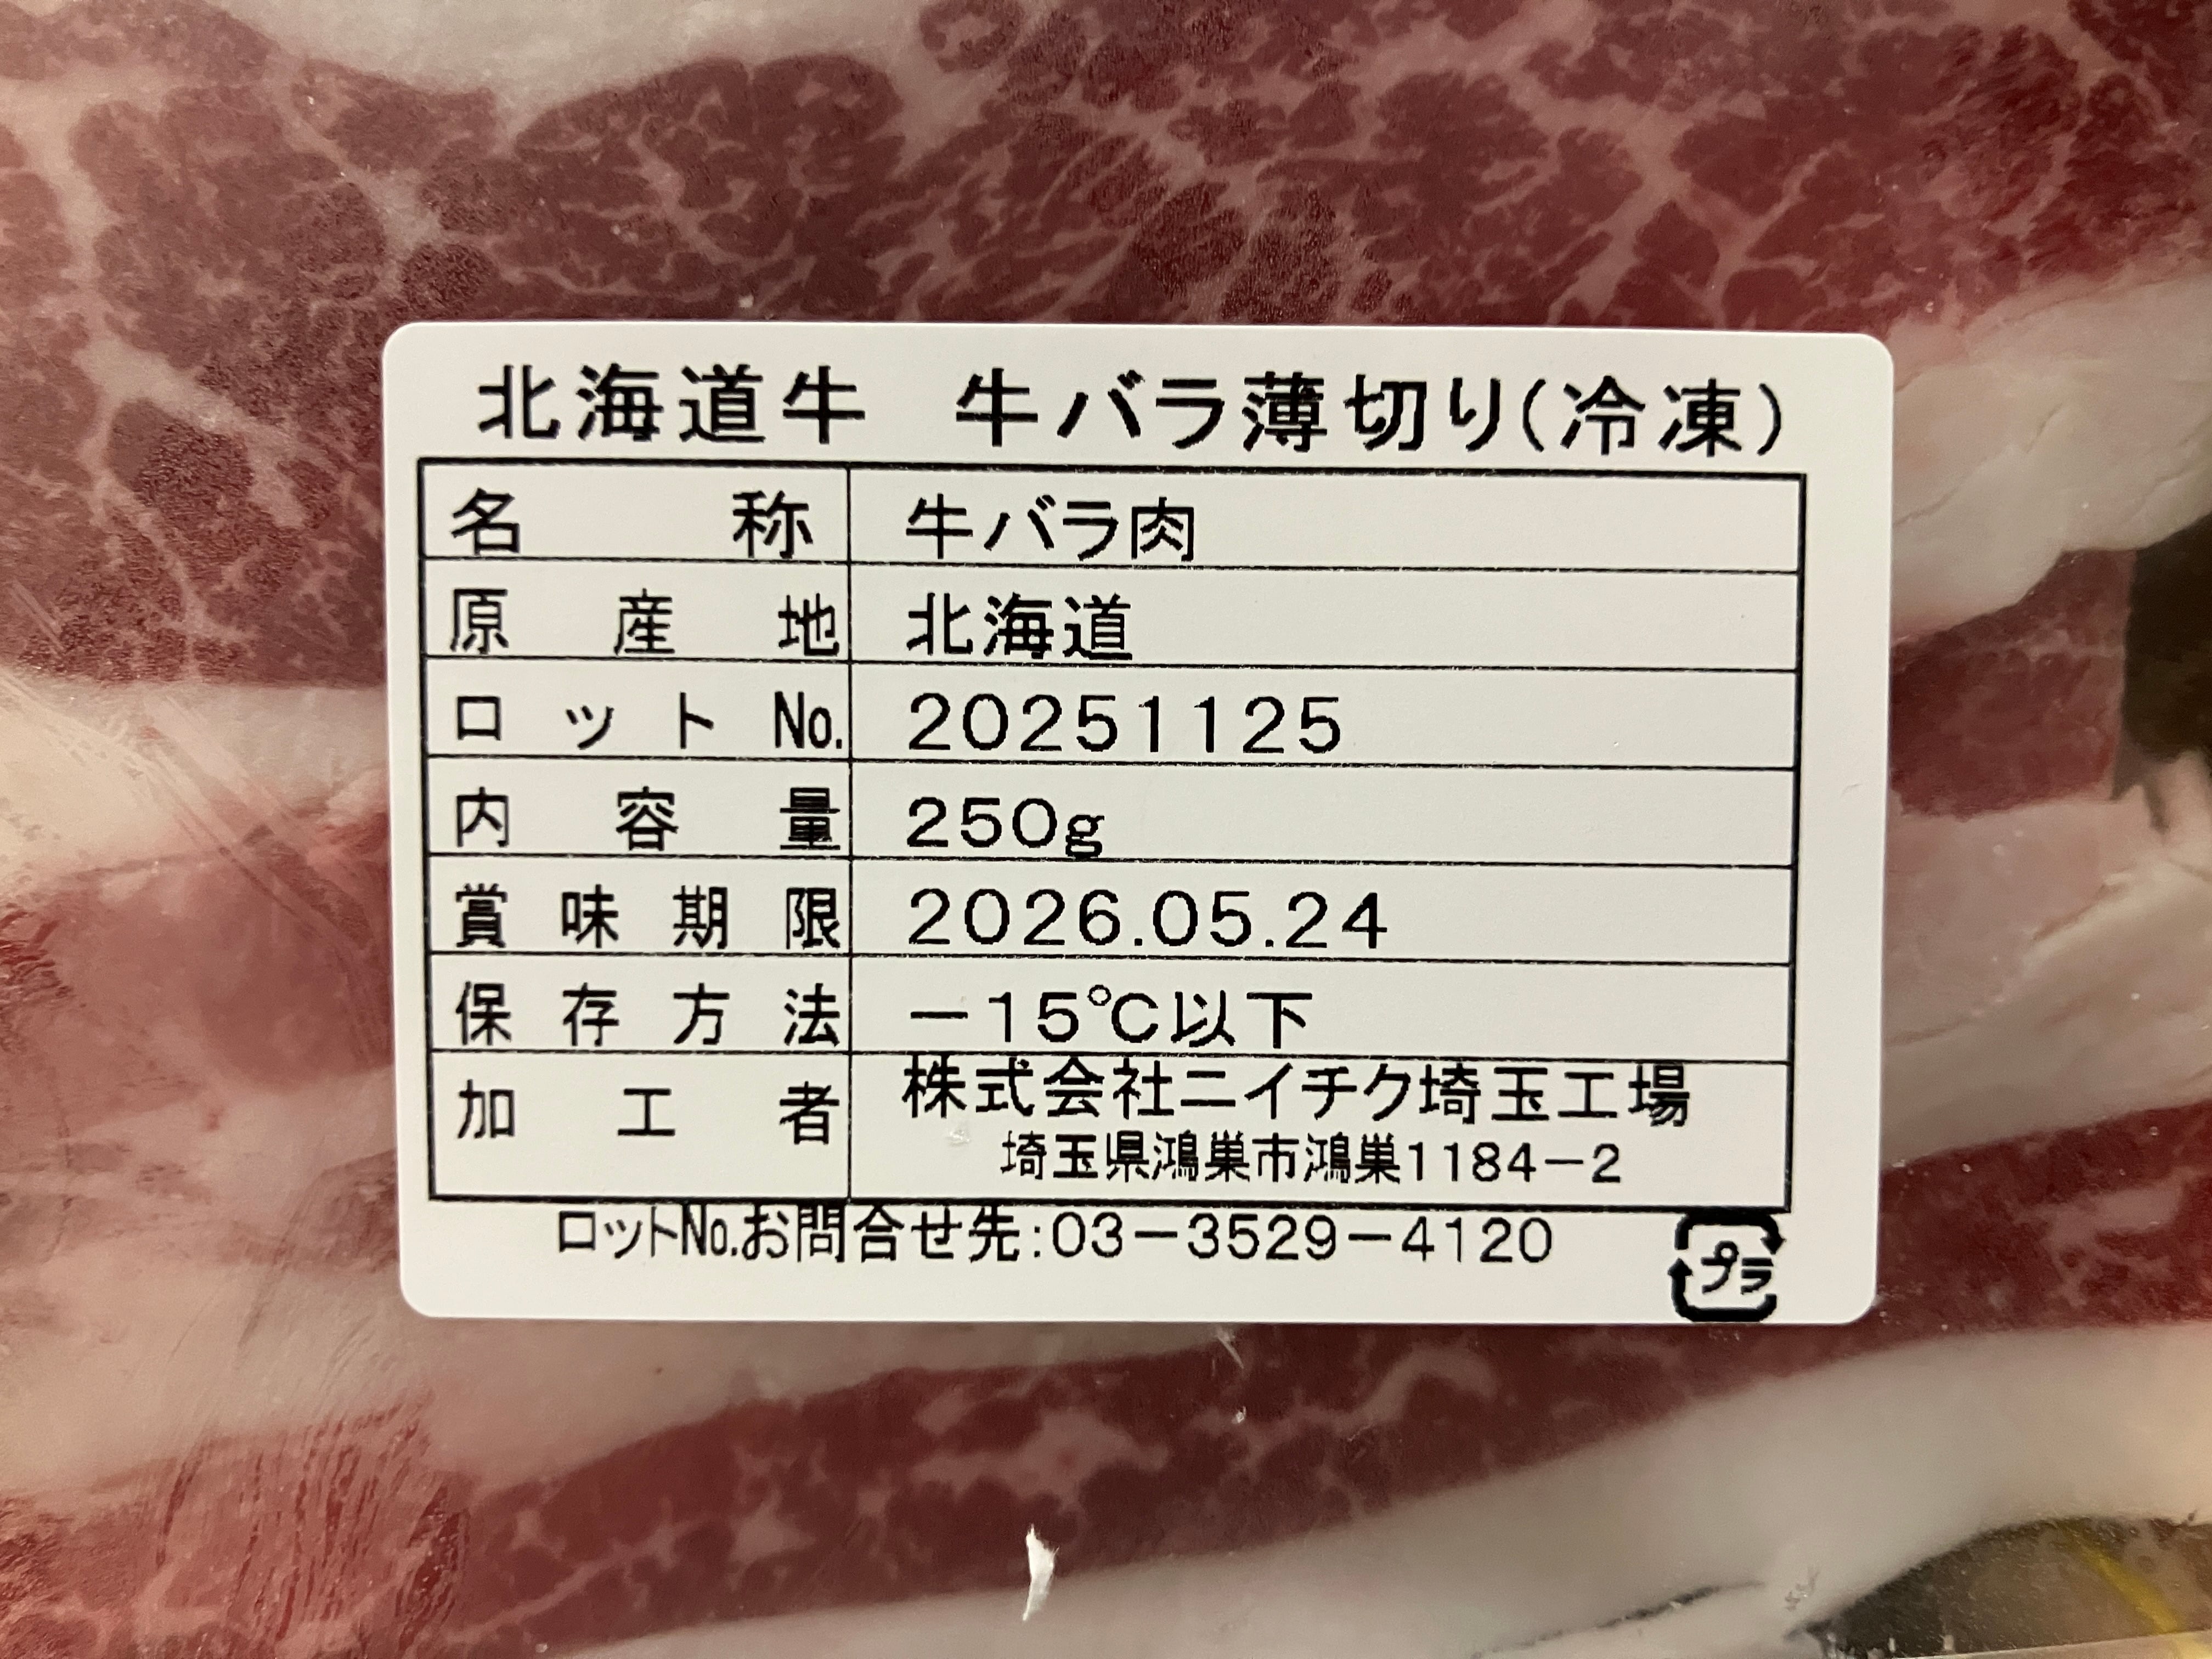 北海道牛　牛バラ薄切り(冷凍)
名称 牛バラ肉
原産地 北海道
ロットNo. 20251125
内容量 250g
賞味期限 2026.05.24
保存方法 －15℃以下
加工者 株式会社ニイチク埼玉工場
埼玉県鴻巣市鴻巣1184－2
ロットNo.お問合せ先:03－3529－4120
プラ